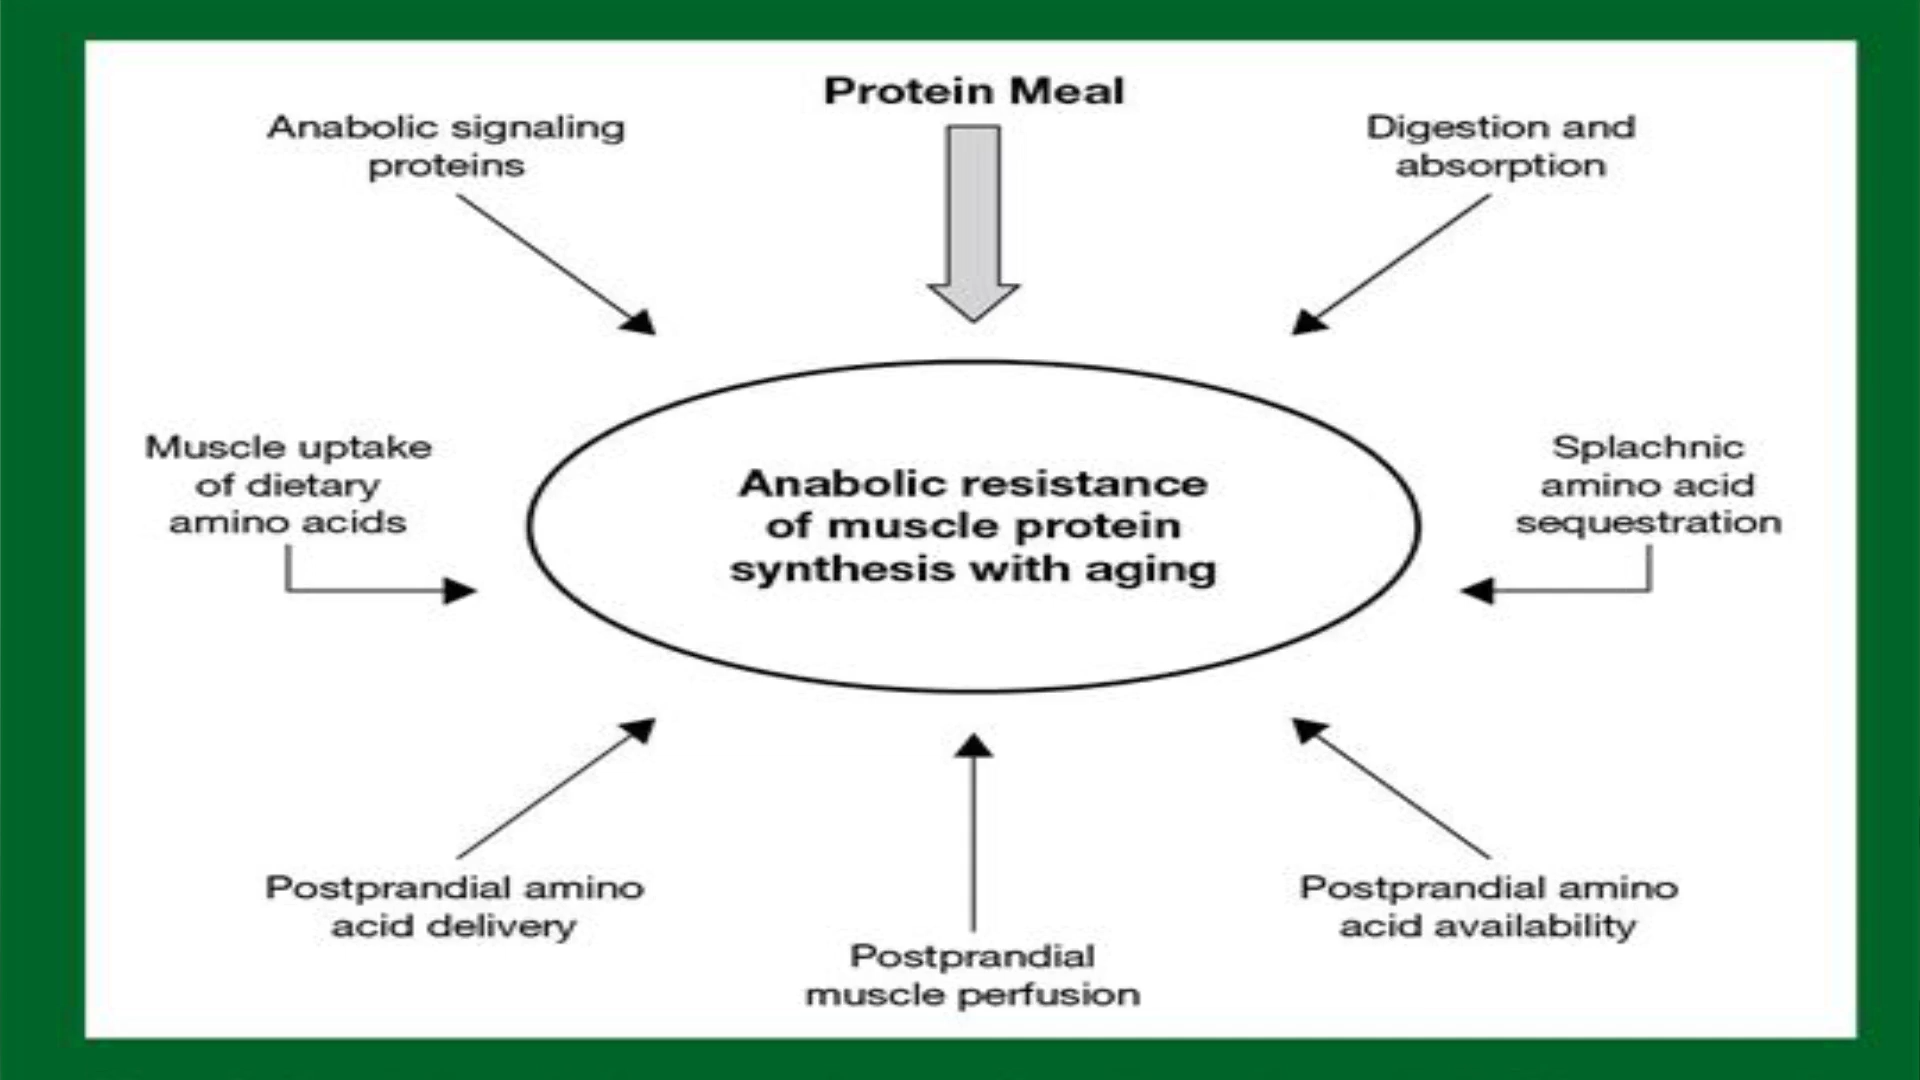 Protein Meal
Anabolic signaling
proteins
Digestion and
absorption
Muscle uptake
of dietary
amino acids
Anabolic resistance
of muscle protein
synthesis with aging
Splachnic
amino acid
sequestration
Postprandial amino
acid delivery
Postprandial
muscle perfusion
Postprandial amino
acid availability